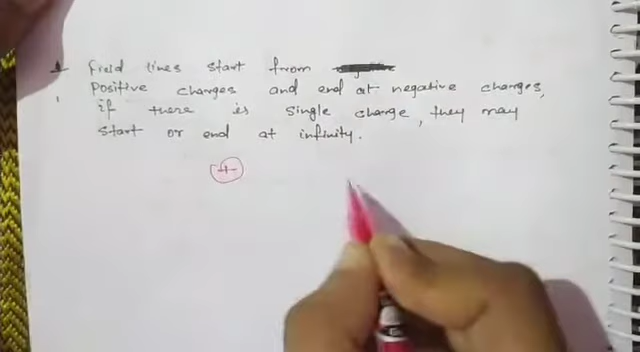 1 field lines start from
positive charges and end at negative charges,
if there is single charge, they may
start or end at infinity.
+